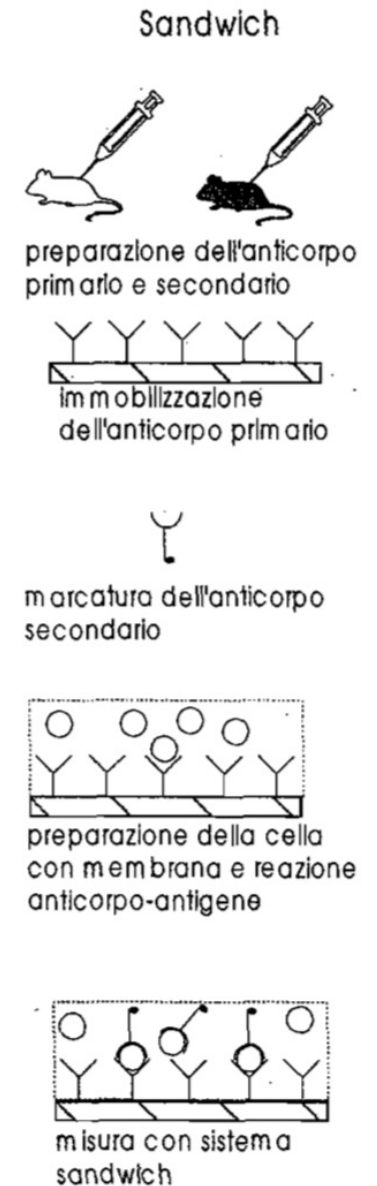 Sandwich
preparazione dell'anticorpo
primario e secondario
immobilizzazione
dell'anticorpo primario
marcatura dell'anticorpo
secondario
preparazione della cella
con membrana e reazione
anticorpo-antigene
misura con sistema
sandwich